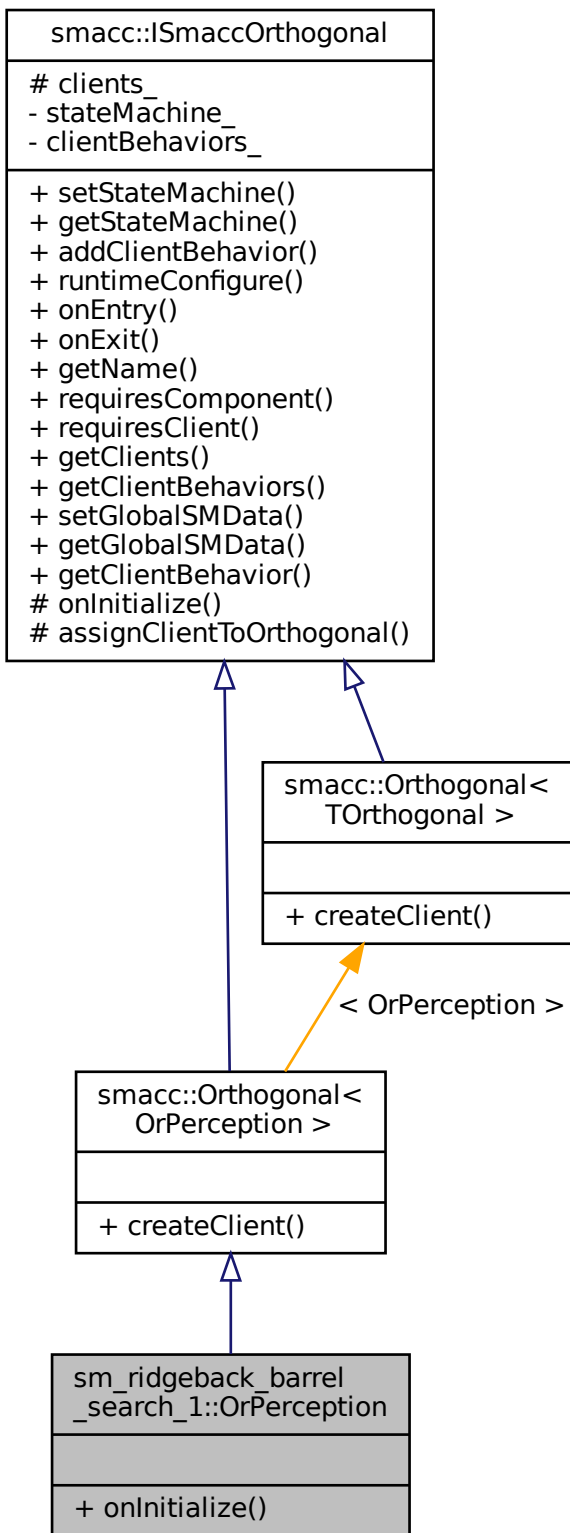 smacc::ISmaccOrthogonal
# clients_
- stateMachine_
- clientBehaviors_
+ setStateMachine()
+ getStateMachine()
+ addClientBehavior()
+ runtimeConfigure()
+ onEntry()
+ onExit()
+ getName()
+ requiresComponent()
+ requiresClient()
+ getClients()
+ getClientBehaviors()
+ setGlobalSMData()
+ getGlobalSMData()
+ getClientBehavior()
# onInitialize()
# assignClientToOrthogonal()
smacc::Orthogonal<
TOrthogonal >
+ createClient()
< OrPerception >
smacc::Orthogonal<
OrPerception >
+ createClient()
sm_ridgeback_barrel
_search_1::OrPerception
+ onInitialize()